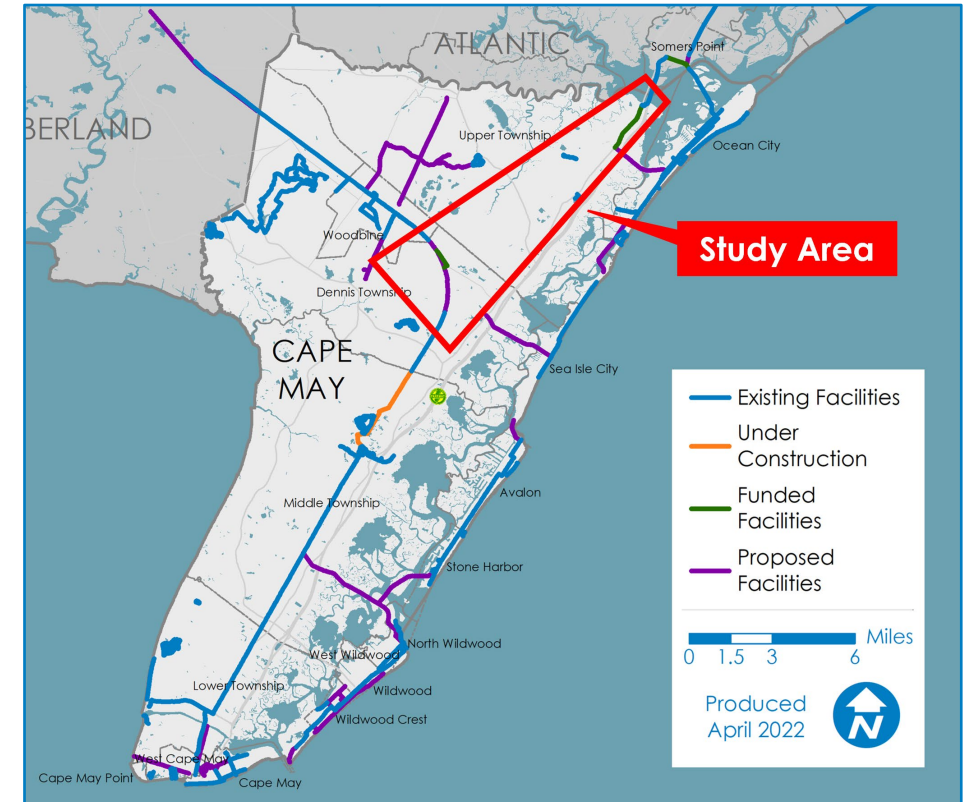 ATLANTIC
Somers Point
BERLAND
Upper Township
Ocean City
Woodbine
Study Area
Dennis Township
CAPE
MAY
Sea Isle City
Existing Facilities
Under
Construction
Funded
Facilities
Proposed
Facilities
Avalon
Middle Township
Stone Harbor
North Wildwood
West Wildwood
Lower Township
Wildwood
Wildwood Crest
West Cape May
Cape May Point
Cape May
Miles
0 1.5 3 6
Produced
April 2022
N